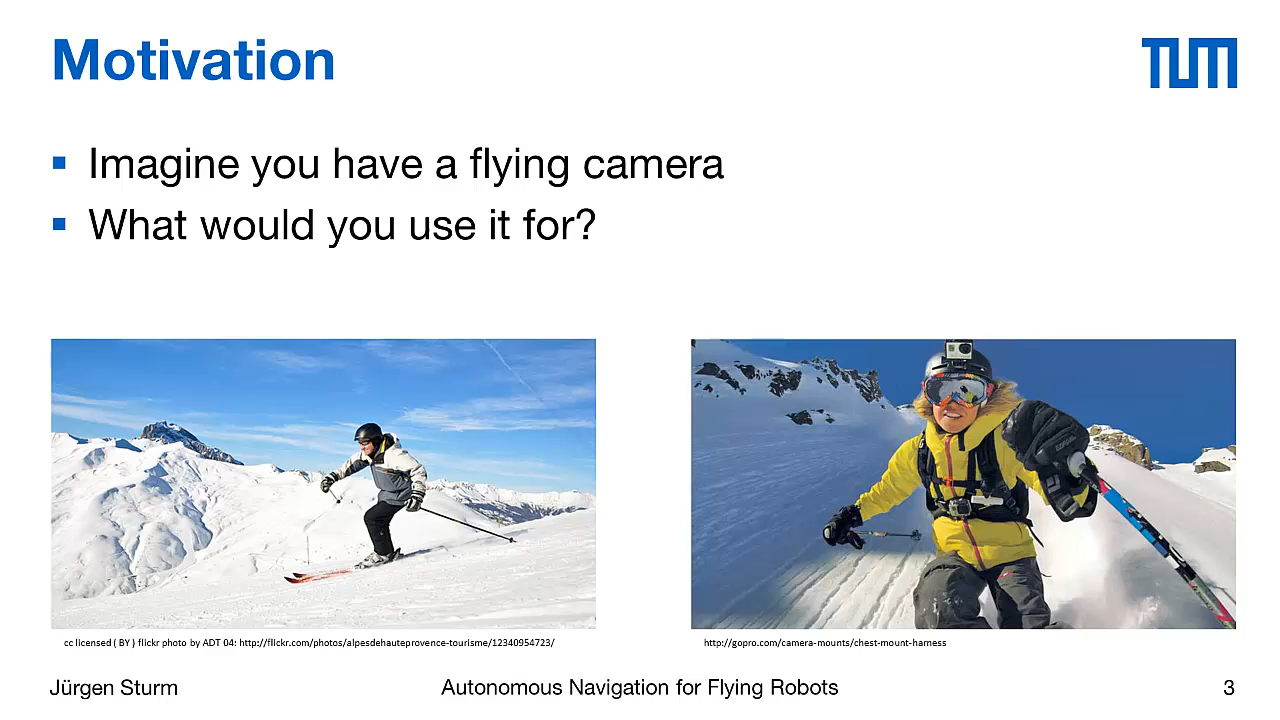 Motivation
TUM
Imagine you have a flying camera
What would you use it for?
cc licensed ( BY ) flickr photo by ADT 04: http://flickr.com/photos/alpesdehauteprovence-tourisme/12340954723/
http://gopro.com/camera-mounts/chest-mount-harness
Jürgen Sturm
Autonomous Navigation for Flying Robots
3